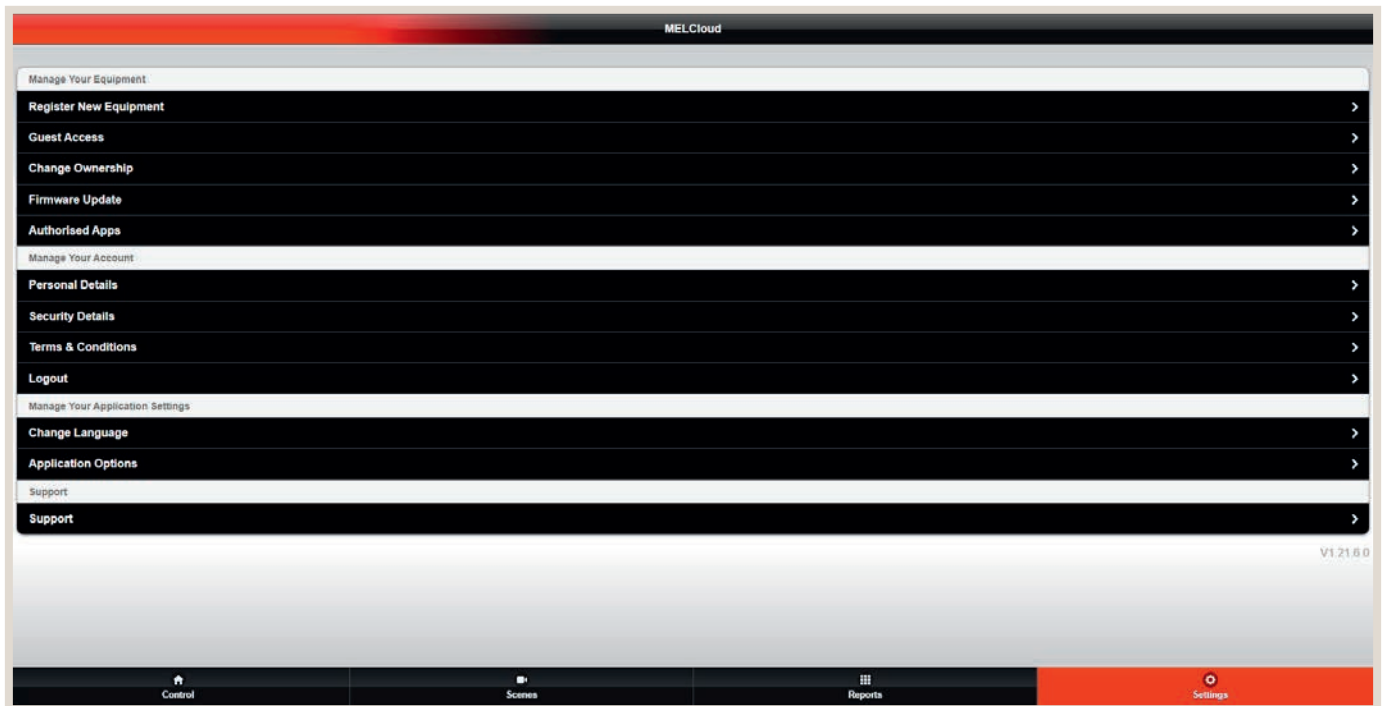 MELCloud
Manage Your Equipment
Register New Equipment
Guest Access
Change Ownership
Firmware Update
Authorised Apps
Manage Your Account
Personal Details
Security Details
Terms & Conditions
Logout
Manage Your Application Settings
Change Language
Application Options
Support
Support
V1.21.6.0
Control Scenes Reports Settings